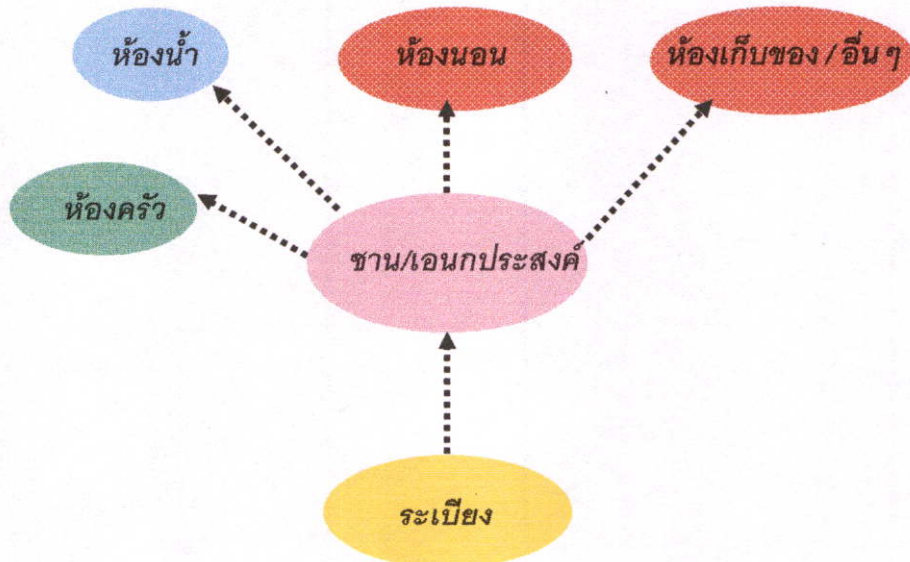 ห้องน้ำ
ห้องนอน
ห้องเก็บของ / อื่น ๆ
ห้องครัว
ชาน/เอนกประสงค์
ระเบียง